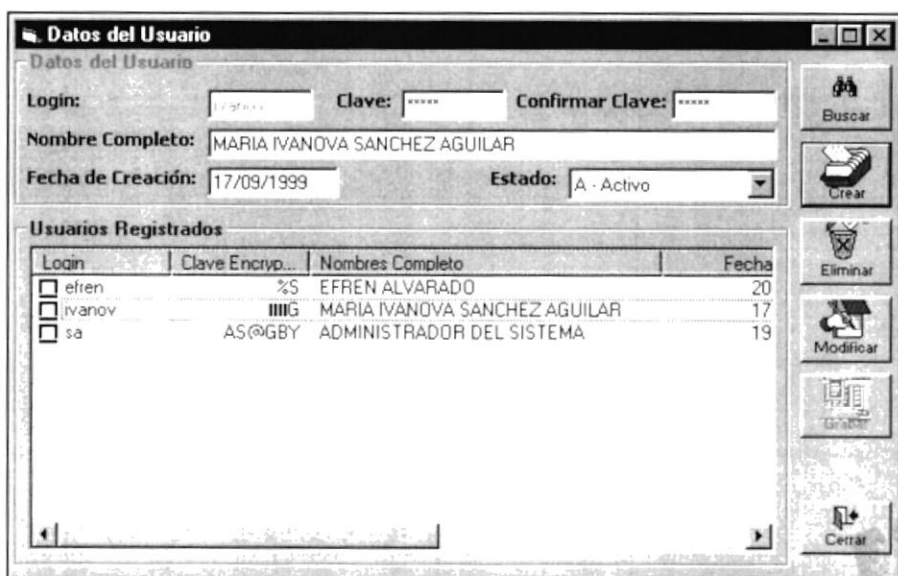 Datos del Usuario
Datos del Usuario
Login: Clave: ***** Confirmar Clave: *****
Nombre Completo: MARIA IVANOVA SANCHEZ AGUILAR
Fecha de Creación: 17/09/1999 Estado: A - Activo
Usuarios Registrados
Login Clave Encryp... Nombres Completo Fecha
efren %S EFREN ALVARADO 20
ivanov G MARIA IVANOVA SANCHEZ AGUILAR 17
sa AS@GBY ADMINISTRADOR DEL SISTEMA 19
Buscar
Crear
Eliminar
Modificar
Grabar
Cerrar